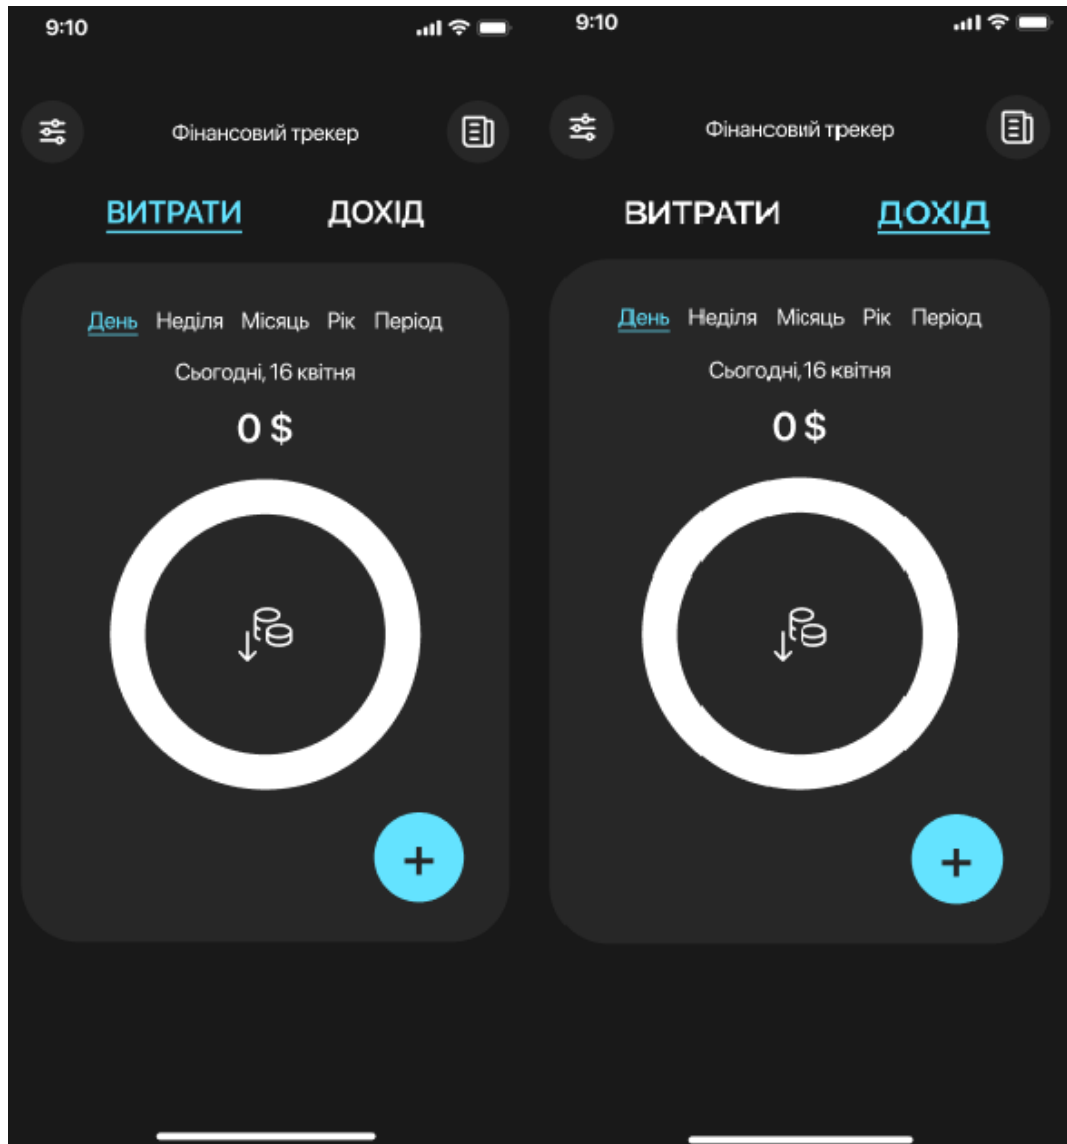 9:10
Фінансовий трекер
ВИТРАТИ ДОХІД
День Неділя Місяць Рік Період
Сьогодні, 16 квітня
0 $
+
9:10
Фінансовий трекер
ВИТРАТИ ДОХІД
День Неділя Місяць Рік Період
Сьогодні, 16 квітня
0 $
+